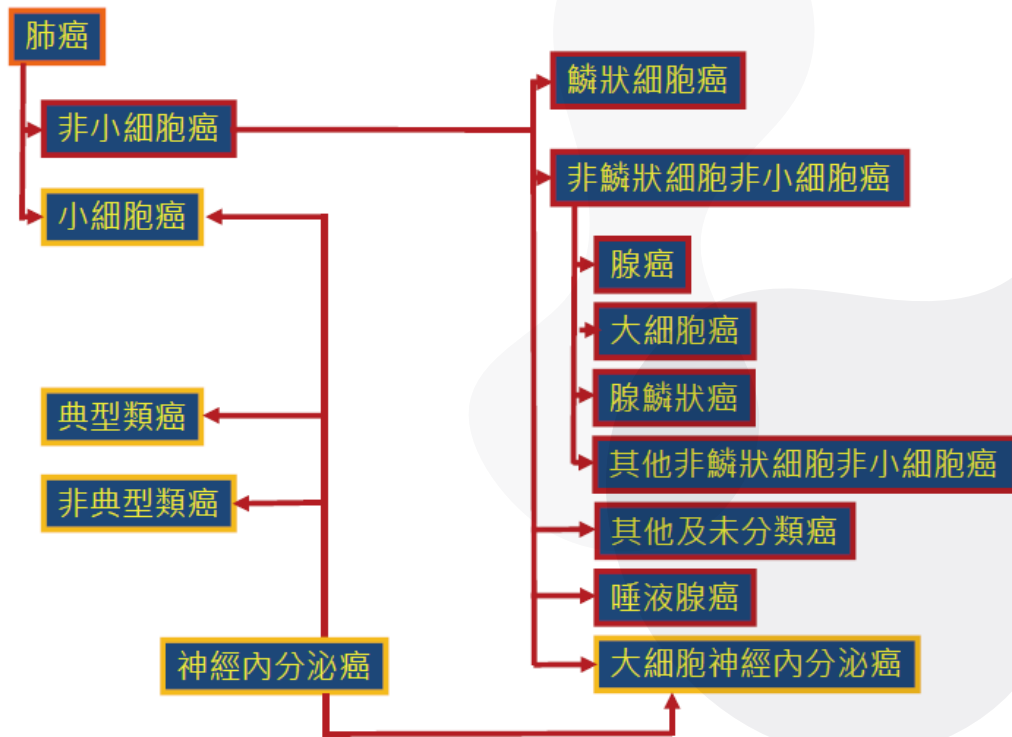 肺癌
非小細胞癌
小細胞癌
典型類癌
非典型類癌
神經內分泌癌
鱗狀細胞癌
非鱗狀細胞非小細胞癌
腺癌
大細胞癌
腺鱗狀癌
其他非鱗狀細胞非小細胞癌
其他及未分類癌
唾液腺癌
大細胞神經內分泌癌